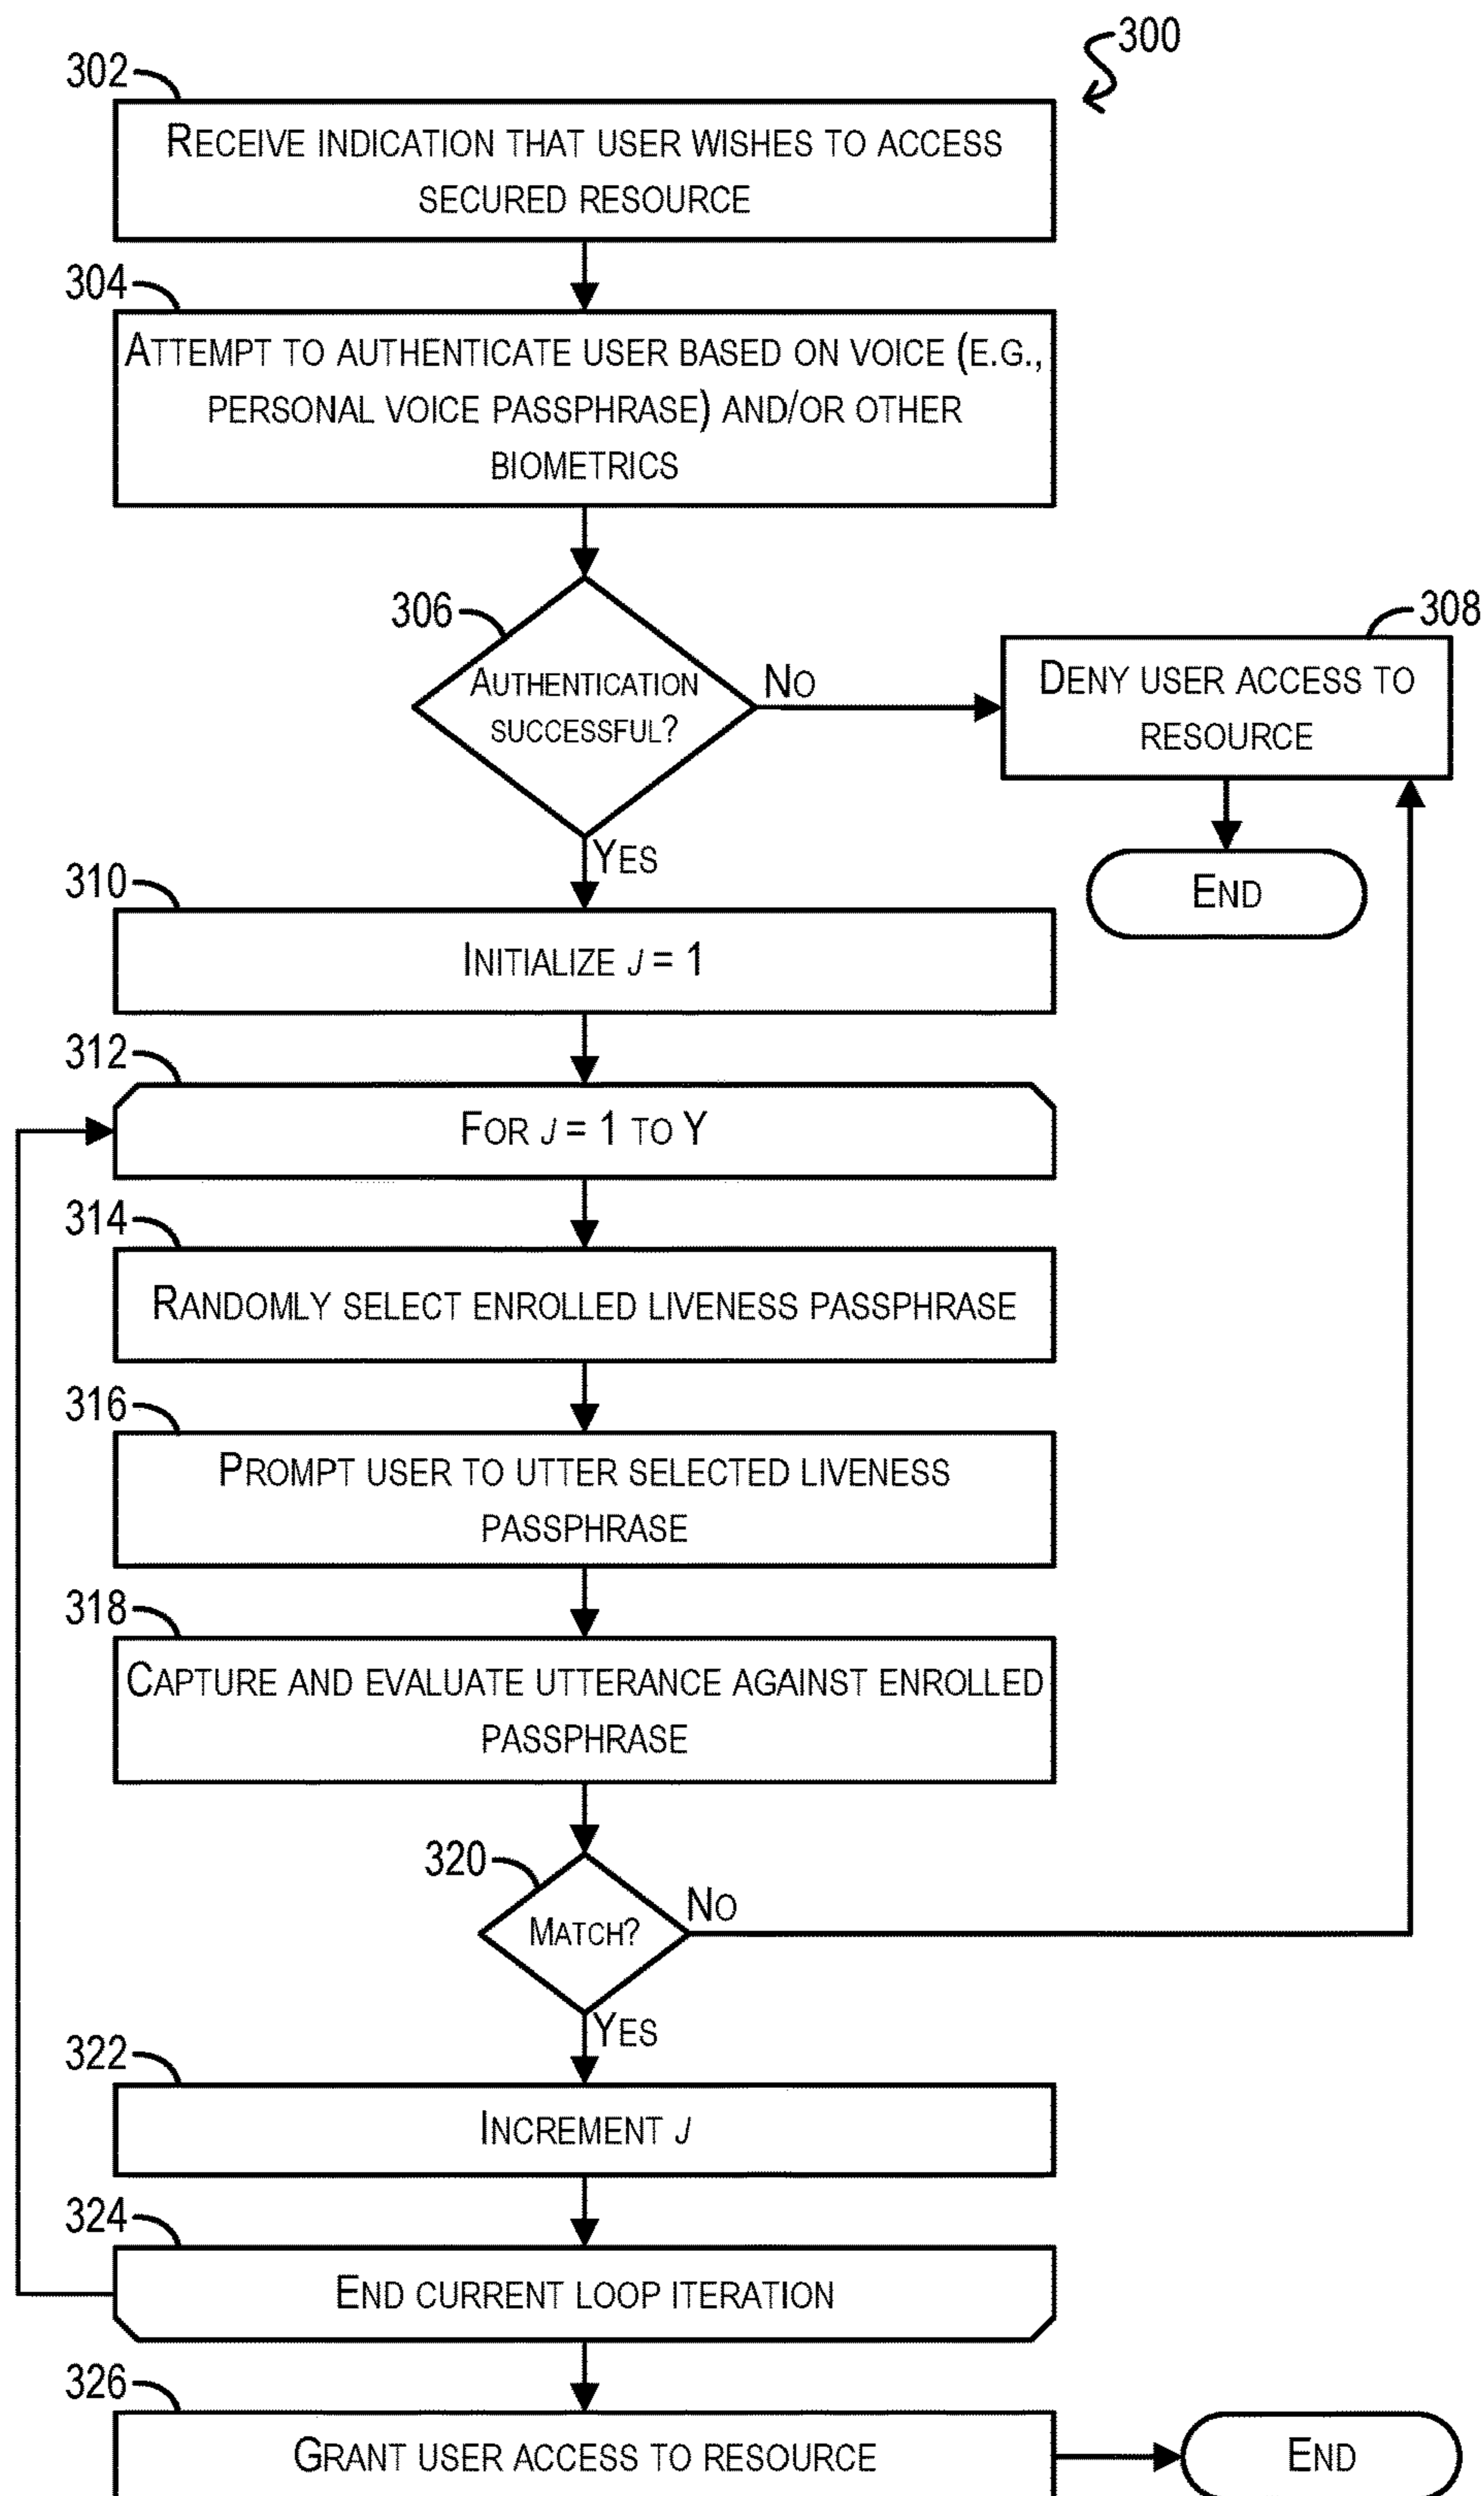 300
302
RECEIVE INDICATION THAT USER WISHES TO ACCESS
SECURED RESOURCE
304
ATTEMPT TO AUTHENTICATE USER BASED ON VOICE (E.G.,
PERSONAL VOICE PASSPHRASE) AND/OR OTHER
BIOMETRICS
306
AUTHENTICATION
SUCCESSFUL?
NO
308
DENY USER ACCESS TO
RESOURCE
END
YES
310
INITIALIZE J = 1
312
FOR J = 1 TO Y
314
RANDOMLY SELECT ENROLLED LIVENESS PASSPHRASE
316
PROMPT USER TO UTTER SELECTED LIVENESS
PASSPHRASE
318
CAPTURE AND EVALUATE UTTERANCE AGAINST ENROLLED
PASSPHRASE
320
MATCH?
NO
YES
322
INCREMENT J
324
END CURRENT LOOP ITERATION
326
GRANT USER ACCESS TO RESOURCE
END